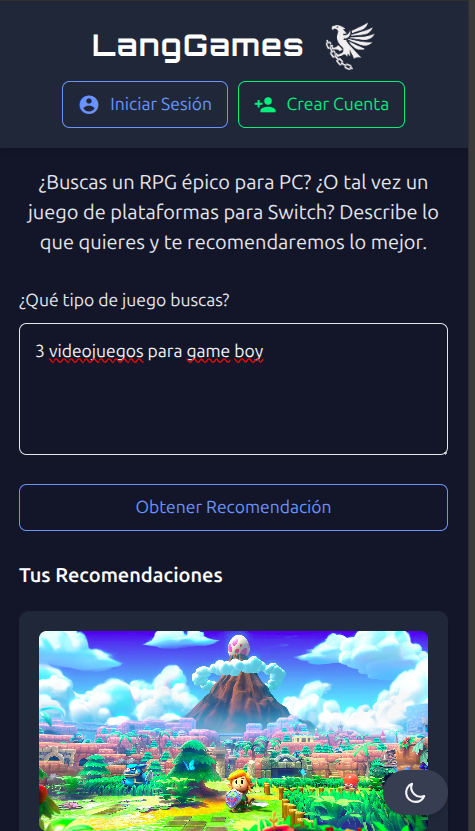 LangGames
Iniciar Sesión
Crear Cuenta
¿Buscas un RPG épico para PC? ¿O tal vez un
juego de plataformas para Switch? Describe lo
que quieres y te recomendaremos lo mejor.
¿Qué tipo de juego buscas?
3 videojuegos para game boy
Obtener Recomendación
Tus Recomendaciones